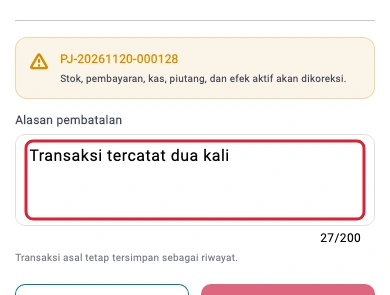 PJ-20261120-000128
Stok, pembayaran, kas, piutang, dan efek aktif akan dikoreksi.
Alasan pembatalan
Transaksi tercatat dua kali
27/200
Transaksi asal tetap tersimpan sebagai riwayat.